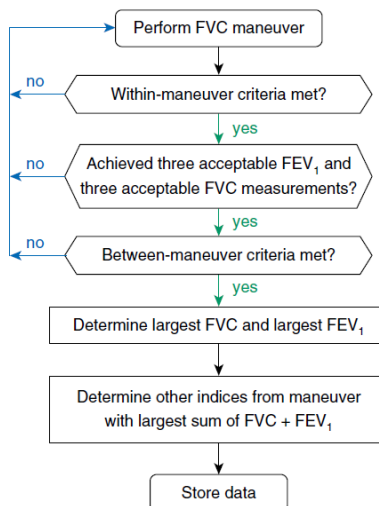 Perform FVC maneuver
no
Within-maneuver criteria met?
yes
no
Achieved three acceptable FEV₁ and
three acceptable FVC measurements?
yes
no
Between-maneuver criteria met?
yes
Determine largest FVC and largest FEV₁
Determine other indices from maneuver
with largest sum of FVC + FEV₁
Store data